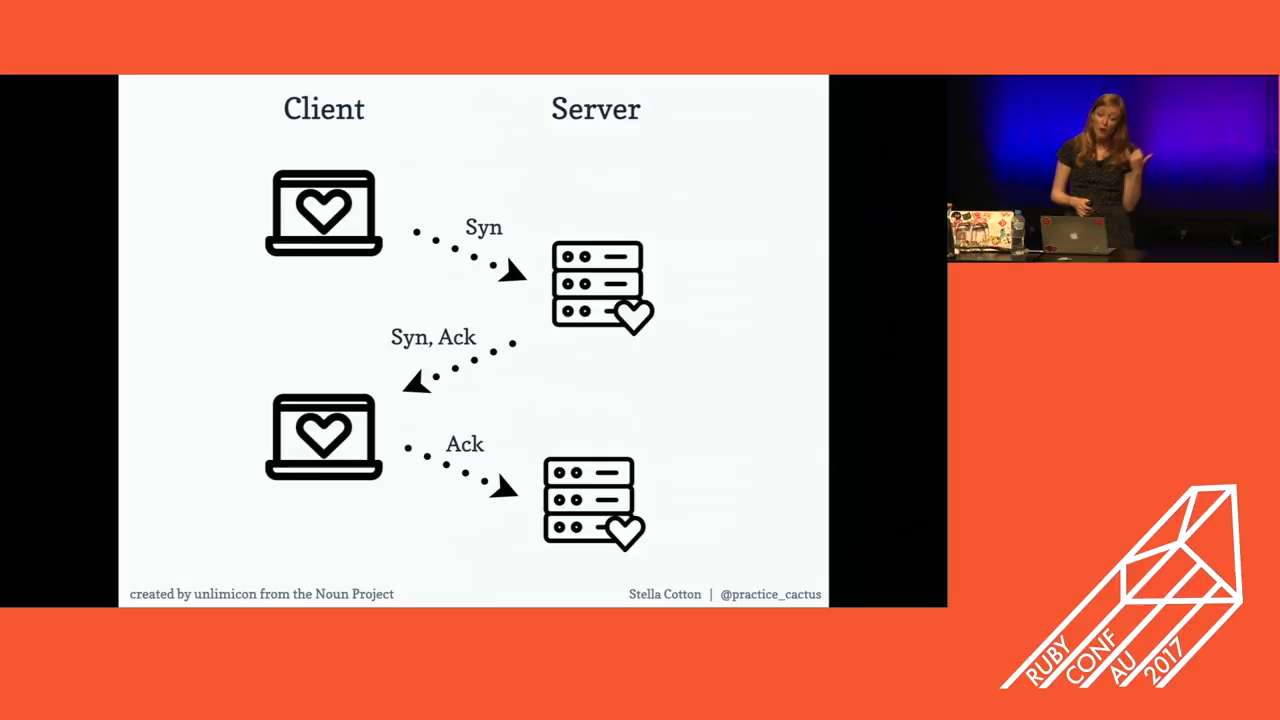 Client
Server
Syn
Syn, Ack
Ack
created by unlimicon from the Noun Project
Stella Cotton | @practice_cactus
RUBY
CONF
AU
2017